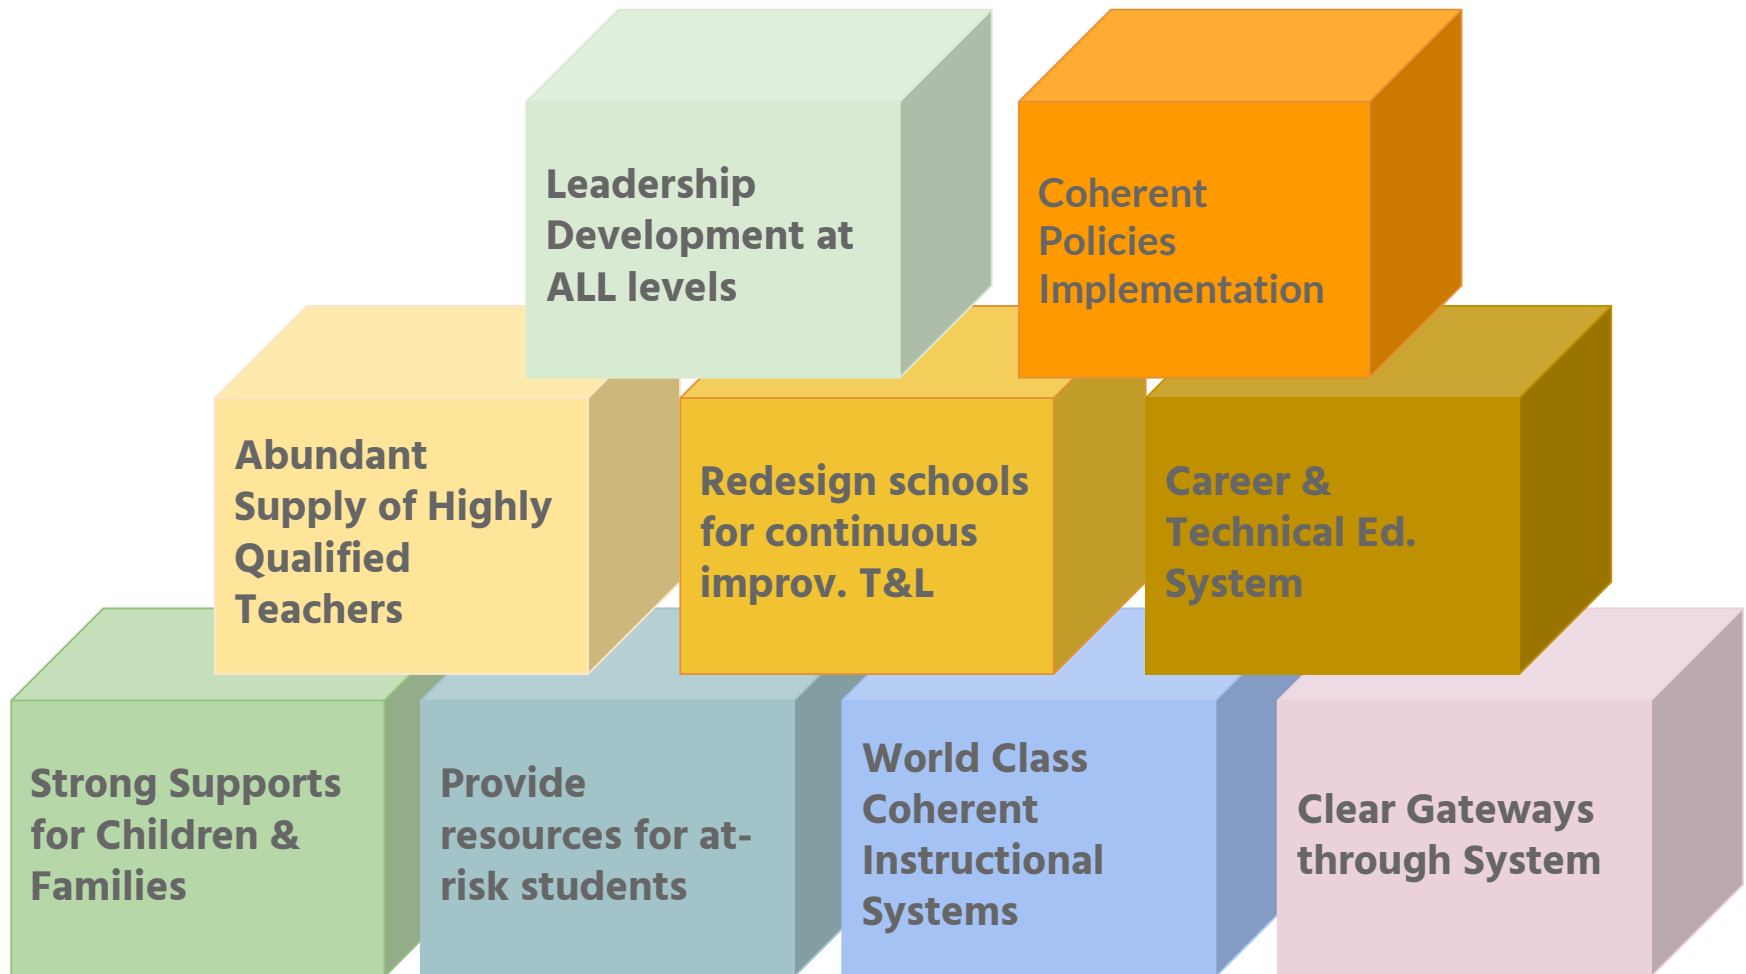 Leadership
Development at
ALL levels
Coherent
Policies
Implementation
Abundant
Supply of Highly
Qualified
Teachers
Redesign schools
for continuous
improv. T&L
Career &
Technical Ed.
System
Strong Supports
for Children &
Families
Provide
resources for at-
risk students
World Class
Coherent
Instructional
Systems
Clear Gateways
through System